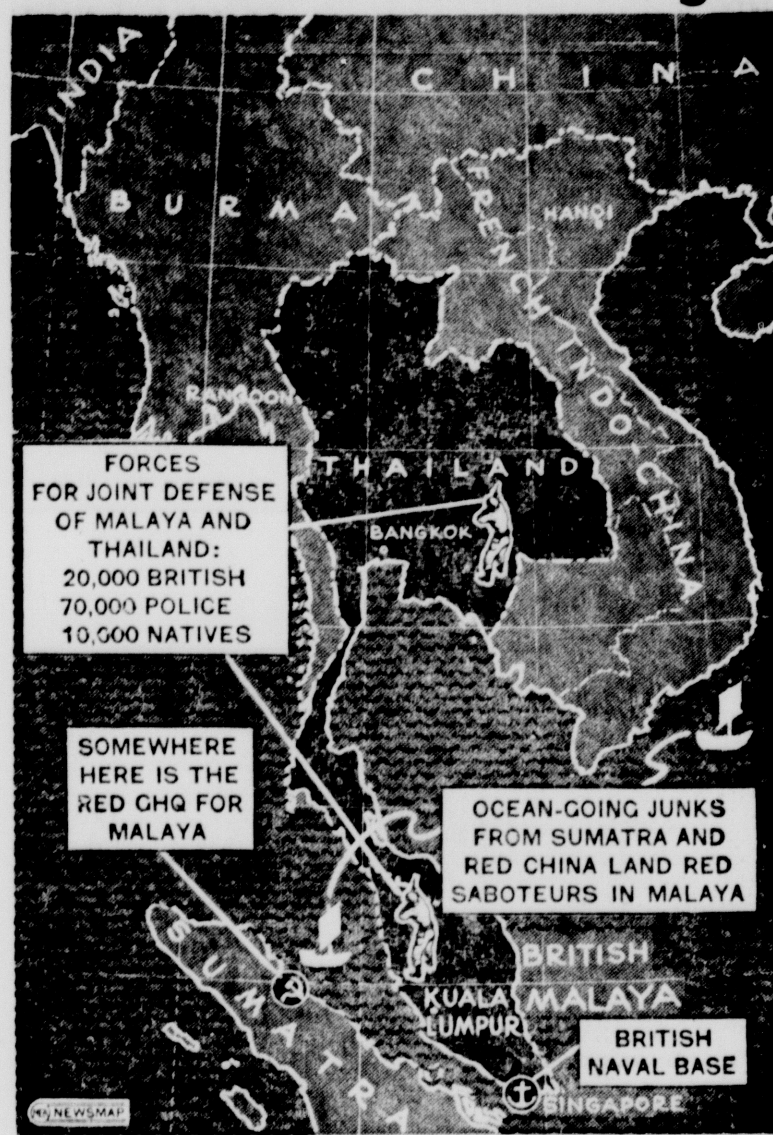 CHINA
INDIA
BURMA
FRENCH INDO-CHINA
HANOI
RANGOON
THAILAND
BANGKOK
FORCES
FOR JOINT DEFENSE
OF MALAYA AND
THAILAND:
20,000 BRITISH
70,000 POLICE
10,000 NATIVES
SOMEWHERE
HERE IS THE
RED GHQ FOR
MALAYA
OCEAN-GOING JUNKS
FROM SUMATRA AND
RED CHINA LAND RED
SABOTEURS IN MALAYA
SUMATRA
BRITISH
MALAYA
KUALA
LUMPUR
BRITISH
NAVAL BASE
SINGAPORE
NEWSMAP